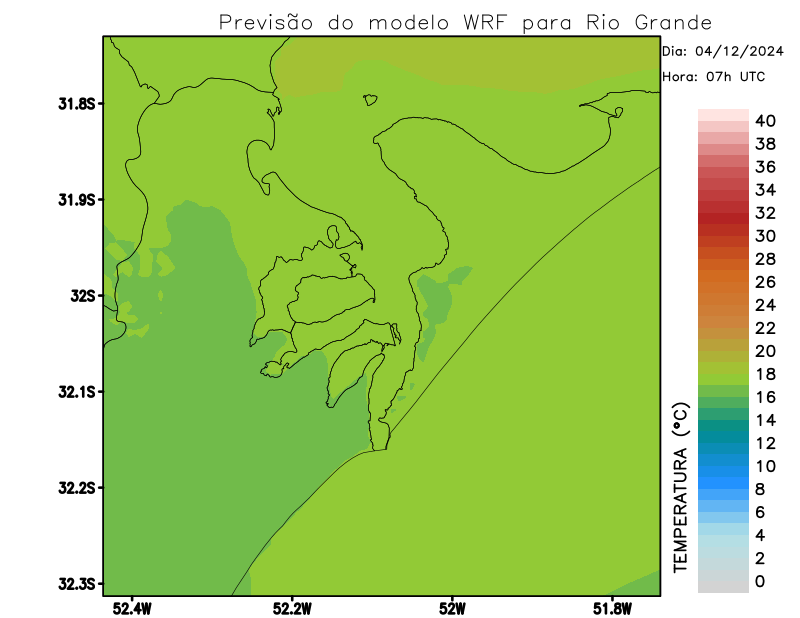 Previsão do modelo WRF para Rio Grande
Dia: 04/12/2024
Hora: 07h UTC
31.8S
31.9S
32S
32.1S
32.2S
32.3S
52.4W
52.2W
52W
51.8W
40
38
36
34
32
30
28
26
24
22
20
18
16
14
12
10
8
6
4
2
0
TEMPERATURA (°C)